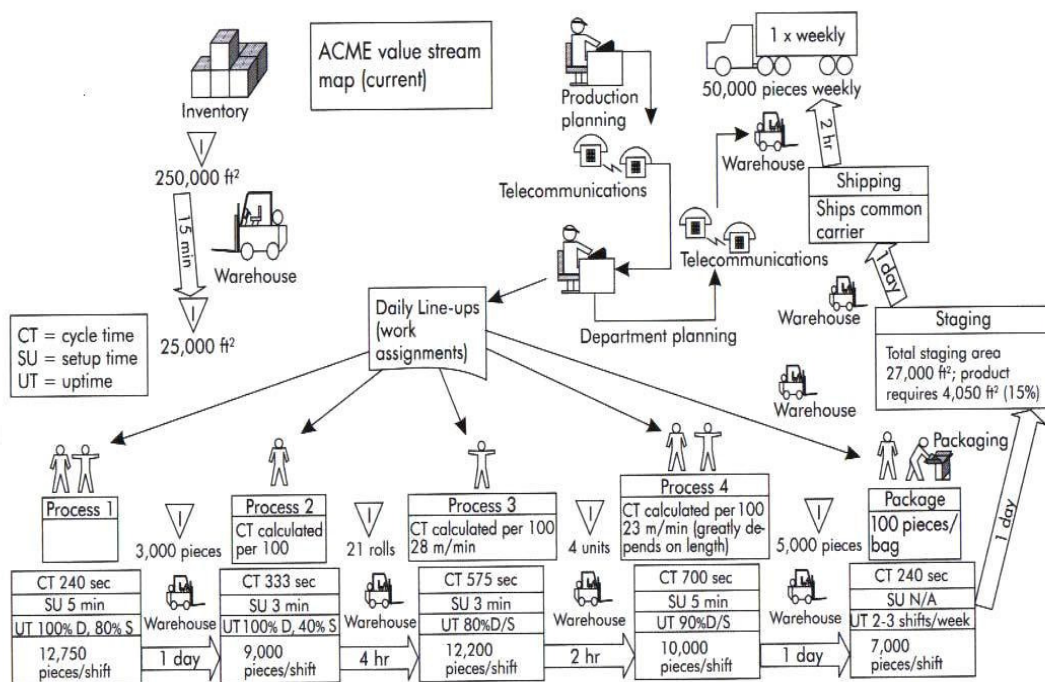 ACME value stream
map (current)
Inventory
I
250,000 ft²
15 min
Warehouse
I
25,000 ft²
CT = cycle time
SU = setup time
UT = uptime
Production
planning
Telecommunications
Department planning
Telecommunications
Warehouse
1 x weekly
50,000 pieces weekly
2 hr
Shipping
Ships common
carrier
1 day
Warehouse
Staging
Total staging area
27,000 ft²; product
requires 4,050 ft² (15%)
Warehouse
1 day
Daily Line-ups
(work
assignments)
Process 1
CT 240 sec
SU 5 min
UT 100% D, 80% S
12,750
pieces/shift
I
3,000 pieces
Warehouse
1 day
Process 2
CT calculated
per 100
CT 333 sec
SU 3 min
UT 100% D, 40% S
9,000
pieces/shift
I
21 rolls
Warehouse
4 hr
Process 3
CT calculated per 100
28 m/min
CT 575 sec
SU 3 min
UT 80%D/S
12,200
pieces/shift
I
4 units
Warehouse
2 hr
Process 4
CT calculated per 100
23 m/min (greatly de-
pends on length)
CT 700 sec
SU 5 min
UT 90%D/S
10,000
pieces/shift
I
5,000 pieces
Warehouse
1 day
Packaging
Package
100 pieces/
bag
CT 240 sec
SU N/A
UT 2-3 shifts/week
7,000
pieces/shift